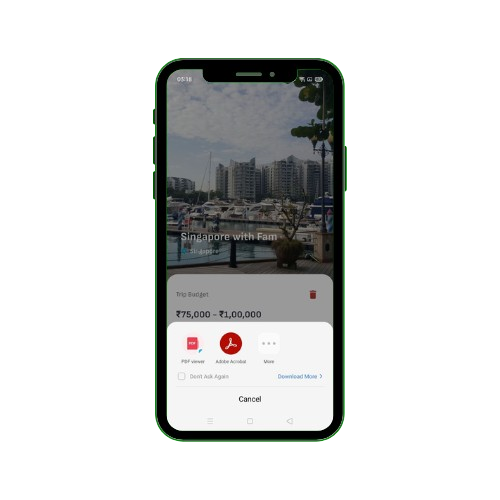 05:16
Singapore with Fam
Singapore
Trip Budget
₹75,000 - ₹1,00,000
PDF
PDF viewer
Adobe Acrobat
More
Don't Ask Again
Download More
Cancel